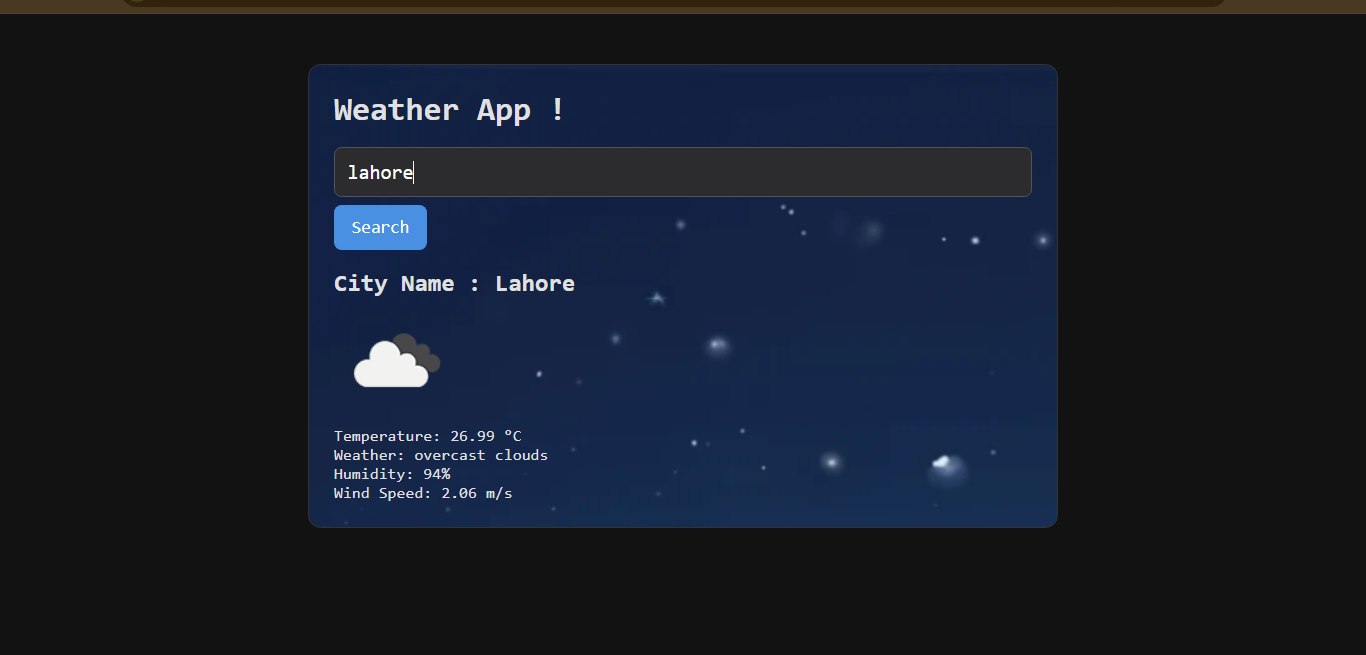 Weather App !
lahore
Search
City Name : Lahore
Temperature: 26.99 °C
Weather: overcast clouds
Humidity: 94%
Wind Speed: 2.06 m/s